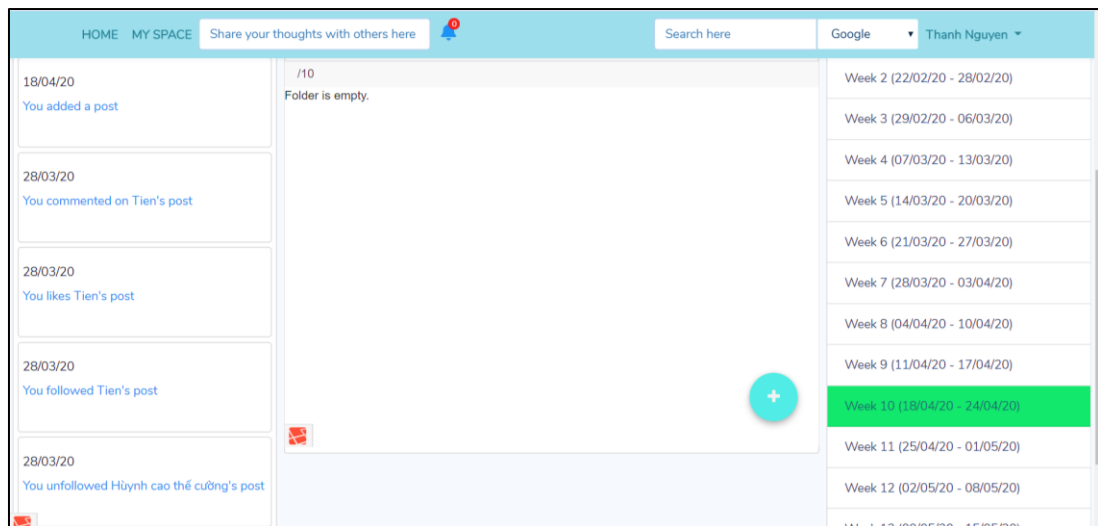 HOME MY SPACE Share your thoughts with others here 0 Search here Google Thanh Nguyen
18/04/20
You added a post
28/03/20
You commented on Tien's post
28/03/20
You likes Tien's post
28/03/20
You followed Tien's post
28/03/20
You unfollowed Hùynh cao thế cường's post
/10
Folder is empty.
+
Week 2 (22/02/20 - 28/02/20)
Week 3 (29/02/20 - 06/03/20)
Week 4 (07/03/20 - 13/03/20)
Week 5 (14/03/20 - 20/03/20)
Week 6 (21/03/20 - 27/03/20)
Week 7 (28/03/20 - 03/04/20)
Week 8 (04/04/20 - 10/04/20)
Week 9 (11/04/20 - 17/04/20)
Week 10 (18/04/20 - 24/04/20)
Week 11 (25/04/20 - 01/05/20)
Week 12 (02/05/20 - 08/05/20)